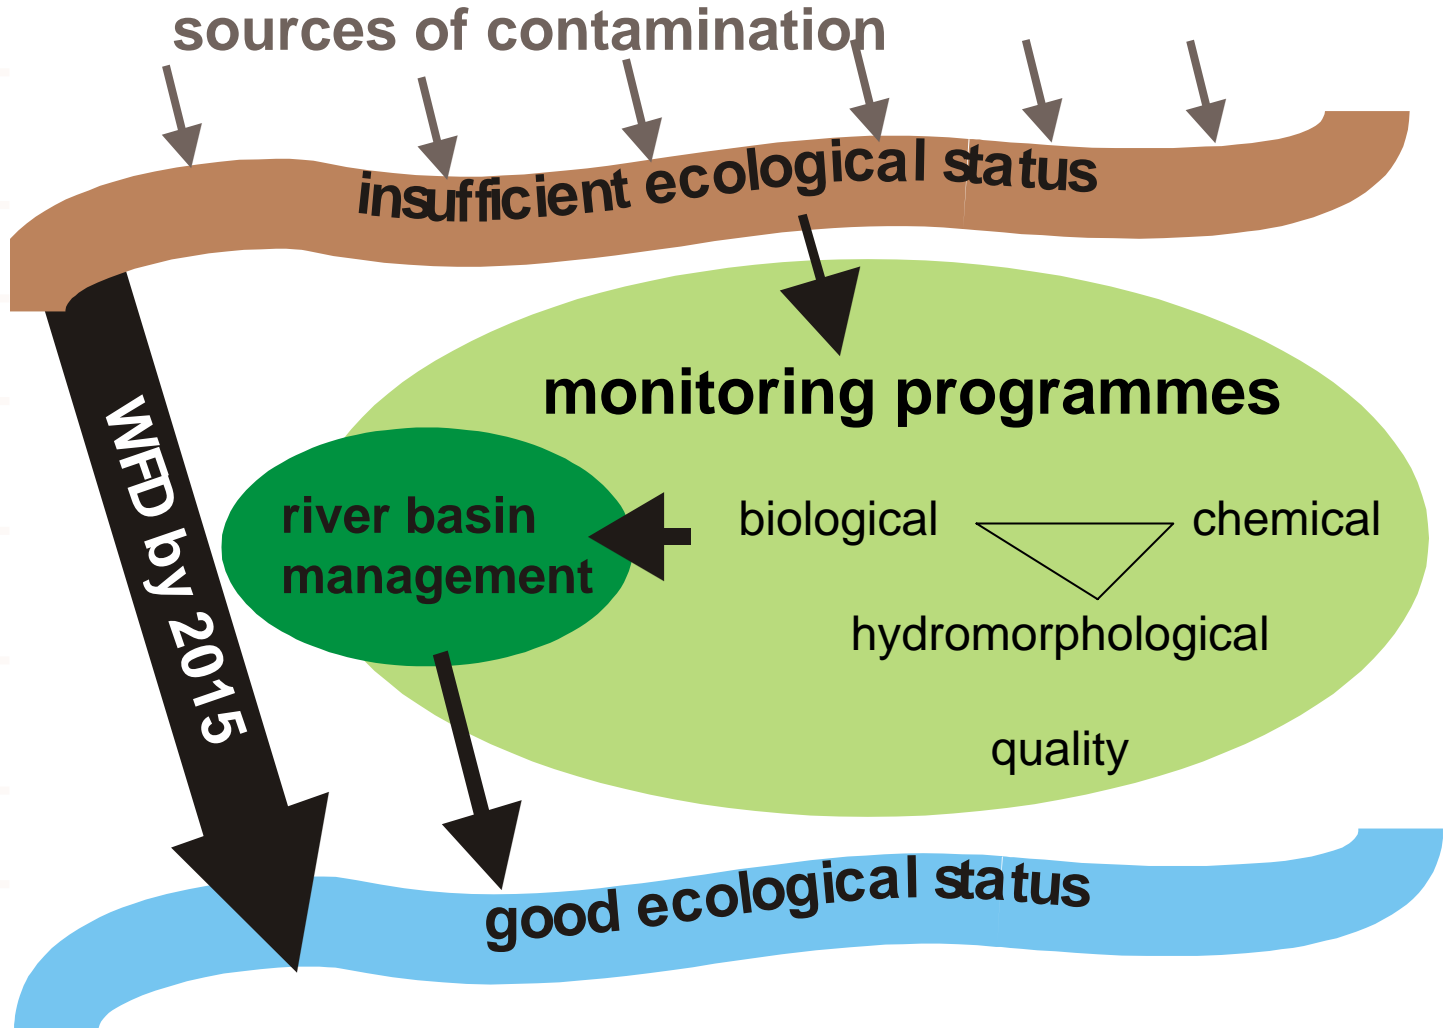 sources of contamination
insufficient ecological status
monitoring programmes
WFD by 2015
river basin
management
biological
chemical
hydromorphological
quality
good ecological status